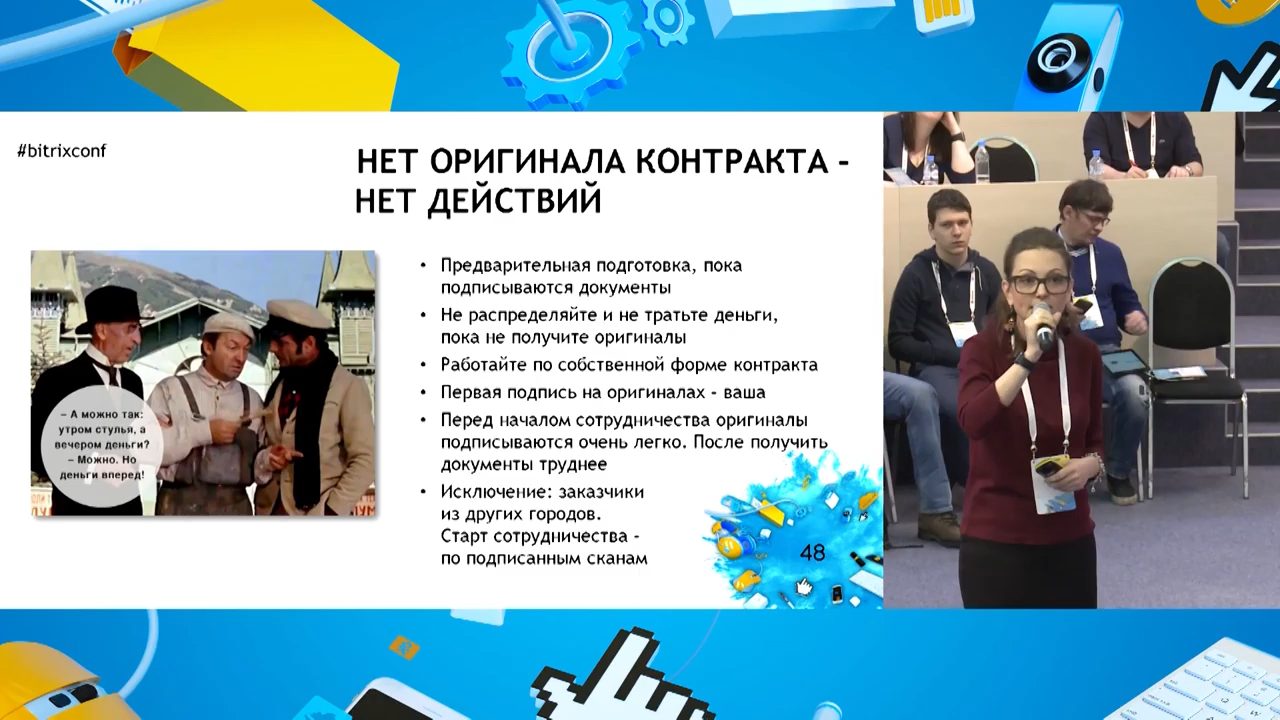 #bitrixconf
НЕТ ОРИГИНАЛА КОНТРАКТА -
НЕТ ДЕЙСТВИЙ
– А можно так:
утром стулья, а
вечером деньги?
– Можно. Но
деньги вперед!
• Предварительная подготовка, пока
подписываются документы
• Не распределяйте и не тратьте деньги,
пока не получите оригиналы
• Работайте по собственной форме контракта
• Первая подпись на оригиналах - ваша
• Перед началом сотрудничества оригиналы
подписываются очень легко. После получить
документы труднее
• Исключение: заказчики
из других городов.
Старт сотрудничества -
по подписанным сканам
48